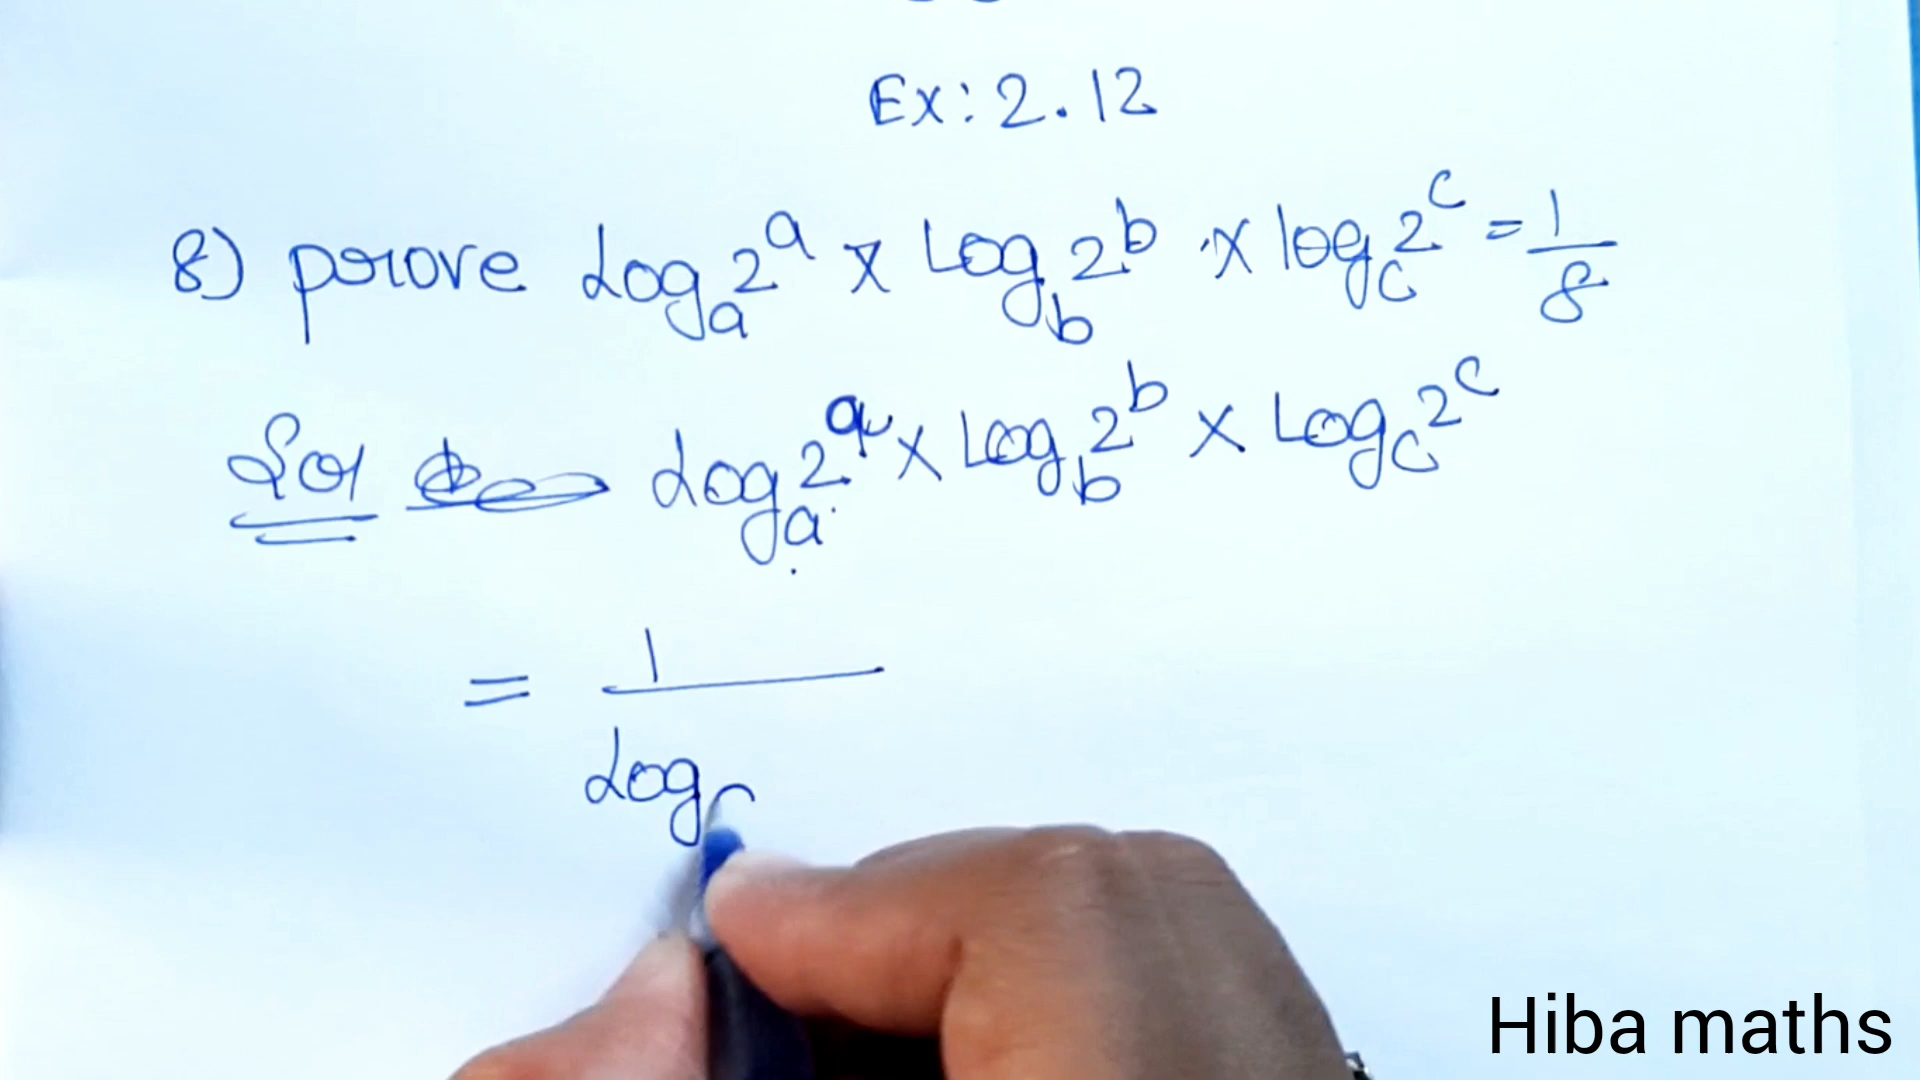 Ex: 2.12
8) prove Log_a 2^a x Log_b 2^b x log_c 2^c = 1/8
Sol Log_a 2^a x Log_b 2^b x Log_c 2^c
= 1/Log
Hiba maths